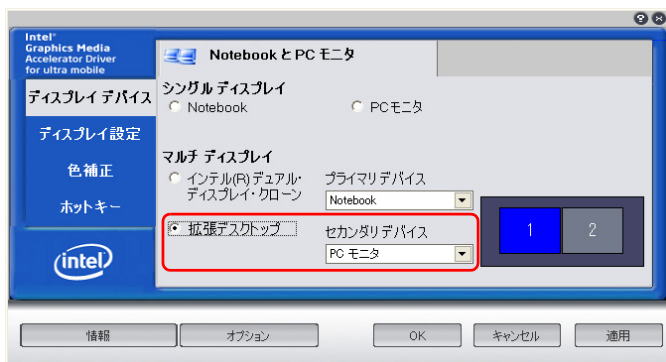 Intel®
Graphics Media
Accelerator Driver
for ultra mobile
Notebook と PC モニタ
ディスプレイ デバイス
シングル ディスプレイ
Notebook
PCモニタ
ディスプレイ設定
色補正
マルチ ディスプレイ
インテル(R) デュアル・
ディスプレイ・クローン
プライマリ デバイス
Notebook
ホットキー
拡張デスクトップ
セカンダリ デバイス
PC モニタ
1
2
intel
情報
オプション
OK
キャンセル
適用